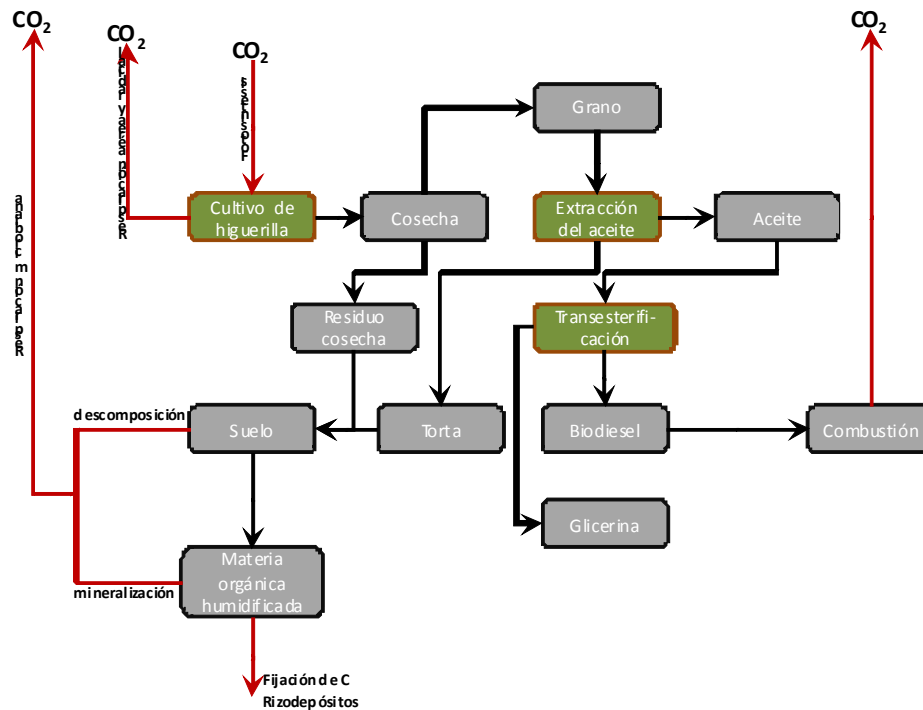 CO2
CO2
CO2
CO2
Grano
Cultivo de
higuerilla
Cosecha
Extracción
del aceite
Aceite
Residuo
cosecha
Transesterifi-
cación
descomposición
Suelo
Torta
Biodiesel
Combustión
Glicerina
Materia
orgánica
humidificada
mineralización
Fijación de C
Rizodepósitos